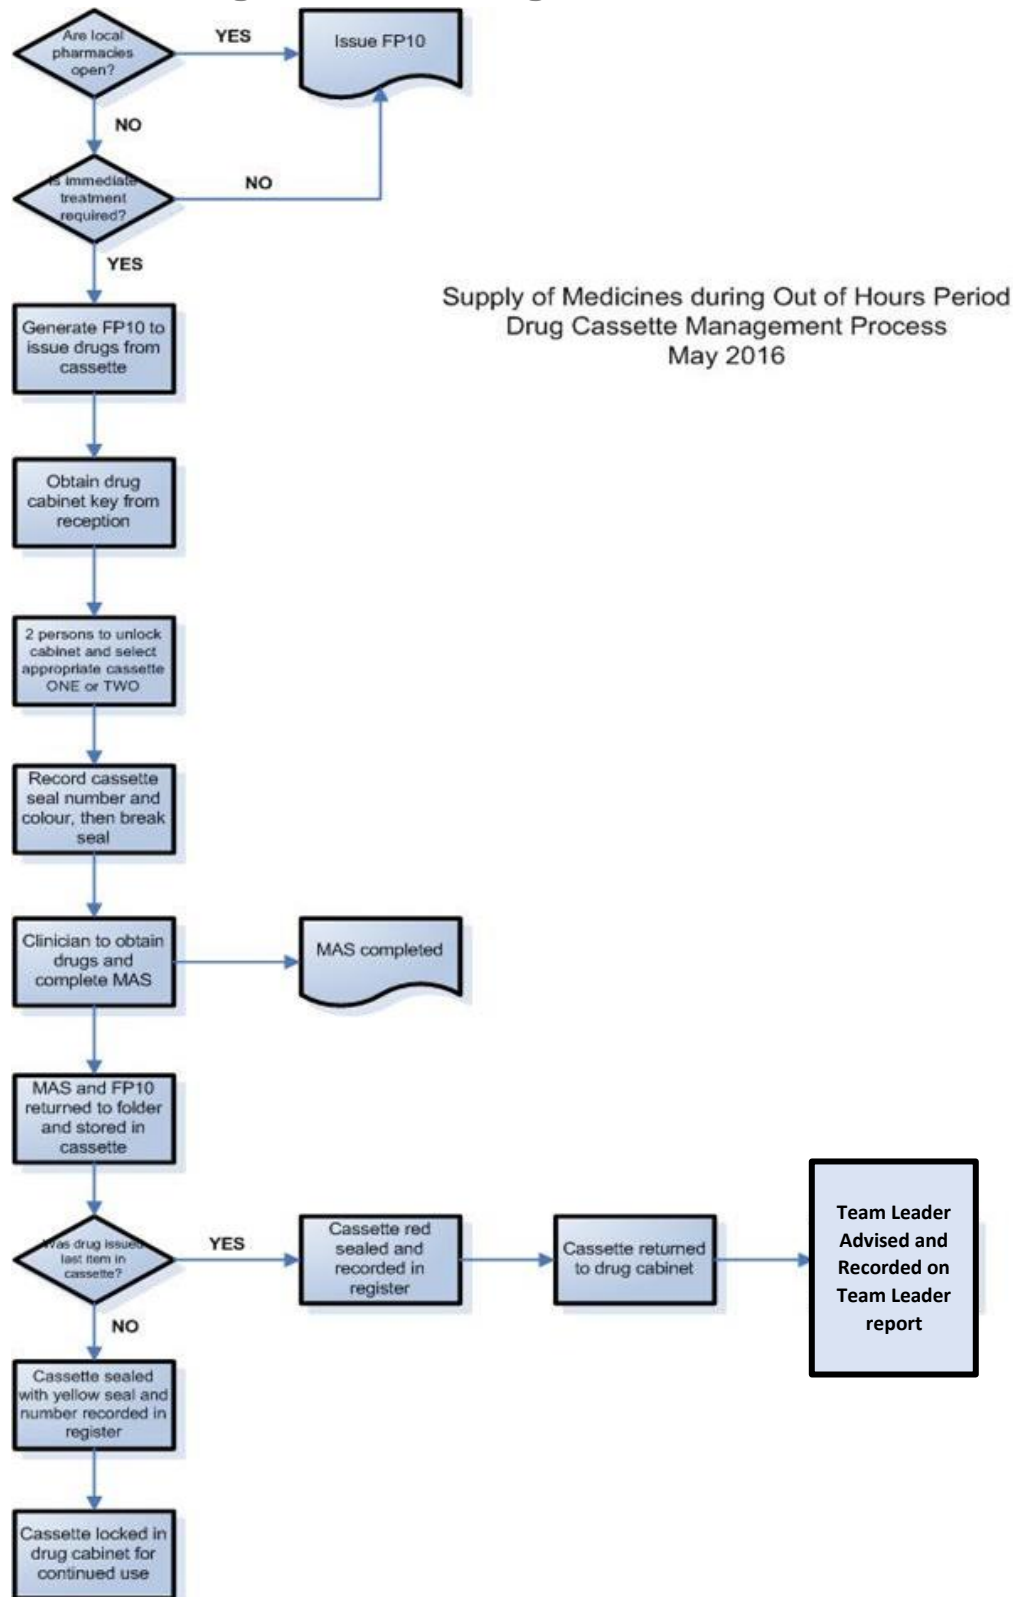 Are local
pharmacies
open?
YES
Issue FP10
NO
Is immediate
treatment
required?
NO
YES
Supply of Medicines during Out of Hours Period
Drug Cassette Management Process
May 2016
Generate FP10 to
issue drugs from
cassette
Obtain drug
cabinet key from
reception
2 persons to unlock
cabinet and select
appropriate cassette
ONE or TWO
Record cassette
seal number and
colour, then break
seal
Clinician to obtain
drugs and
complete MAS
MAS completed
MAS and FP10
returned to folder
and stored in
cassette
Was drug issued
last item in
cassette?
YES
Cassette red
sealed and
recorded in
register
Cassette returned
to drug cabinet
Team Leader
Advised and
Recorded on
Team Leader
report
NO
Cassette sealed
with yellow seal and
number recorded in
register
Cassette locked in
drug cabinet for
continued use